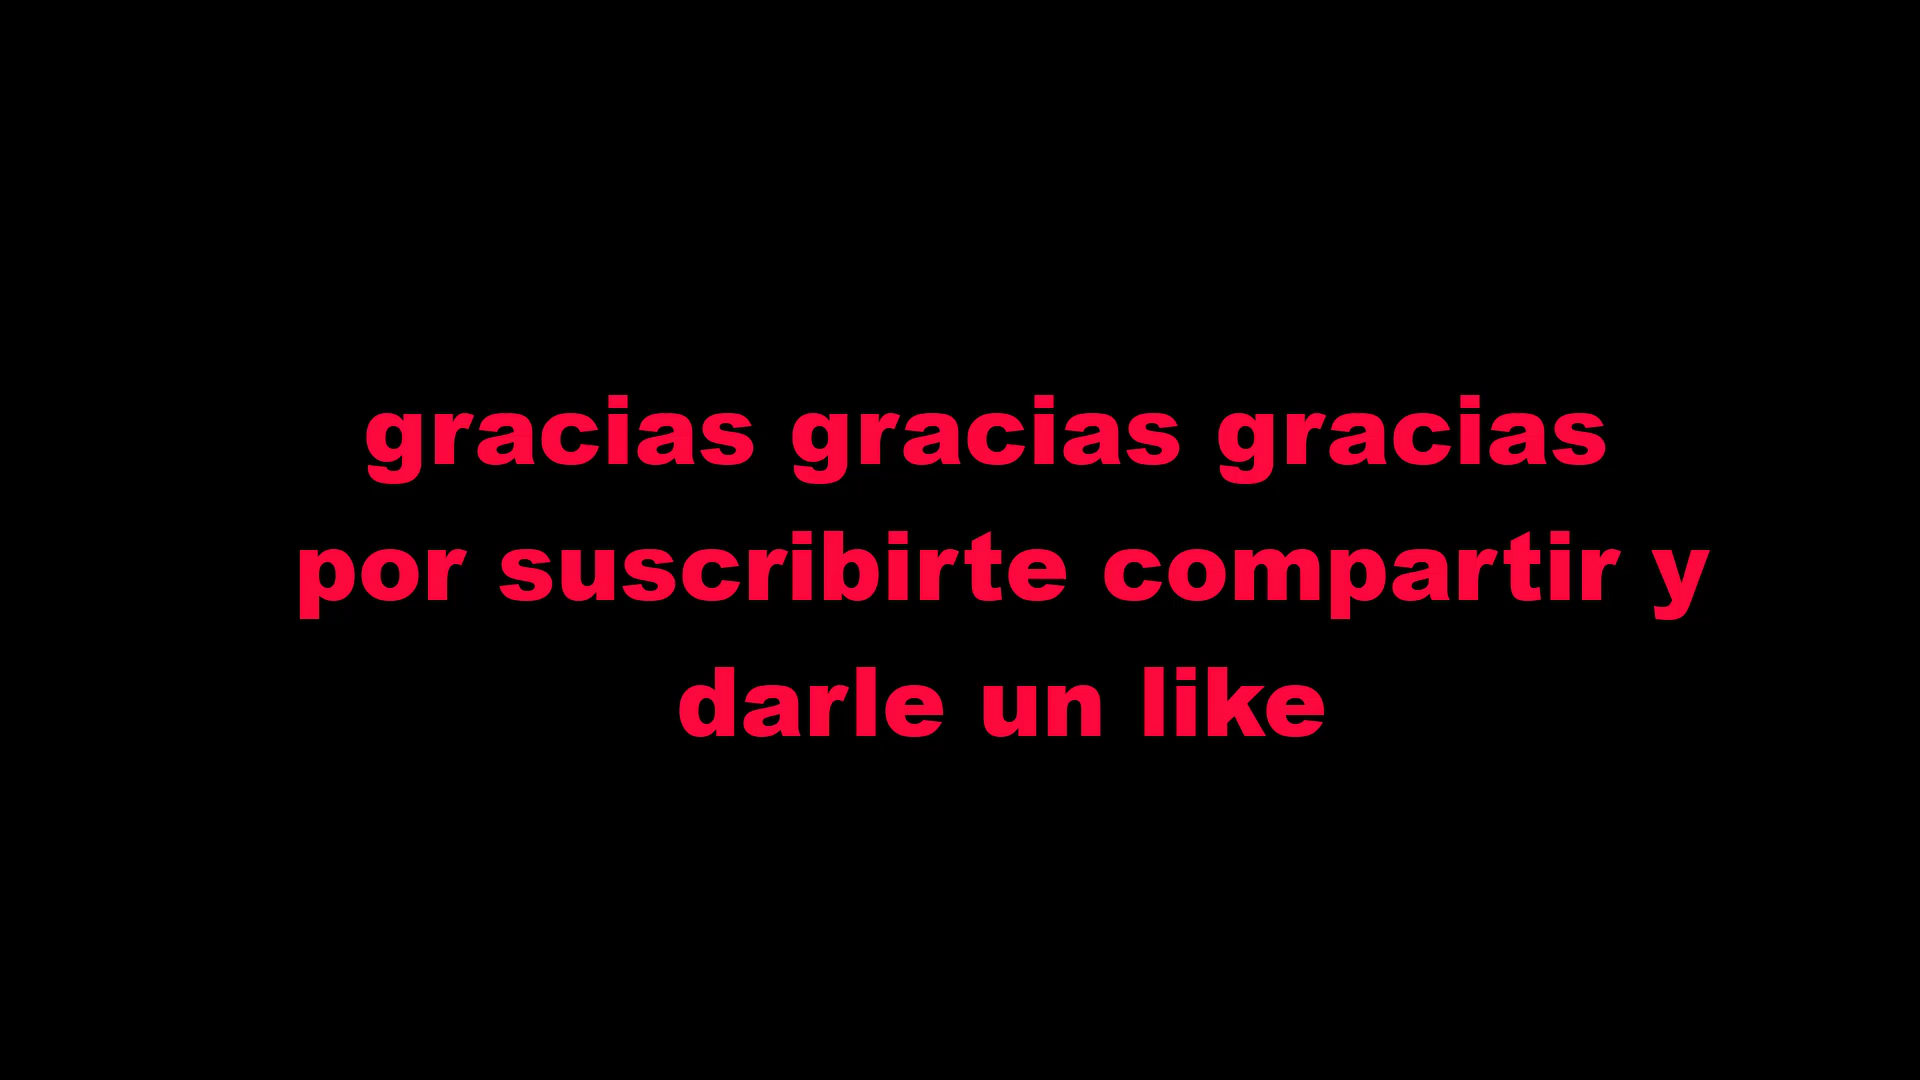 gracias gracias gracias
por suscribirte compartir y
darle un like